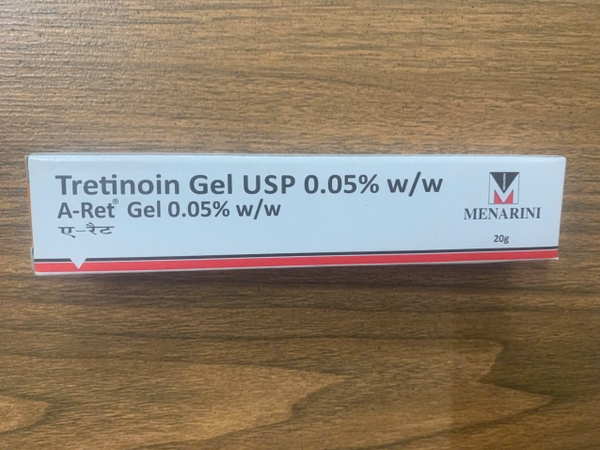 Tretinoin Gel USP 0.05% w/w
A-Ret® Gel 0.05% w/w
ए-रैट
MENARINI
20g